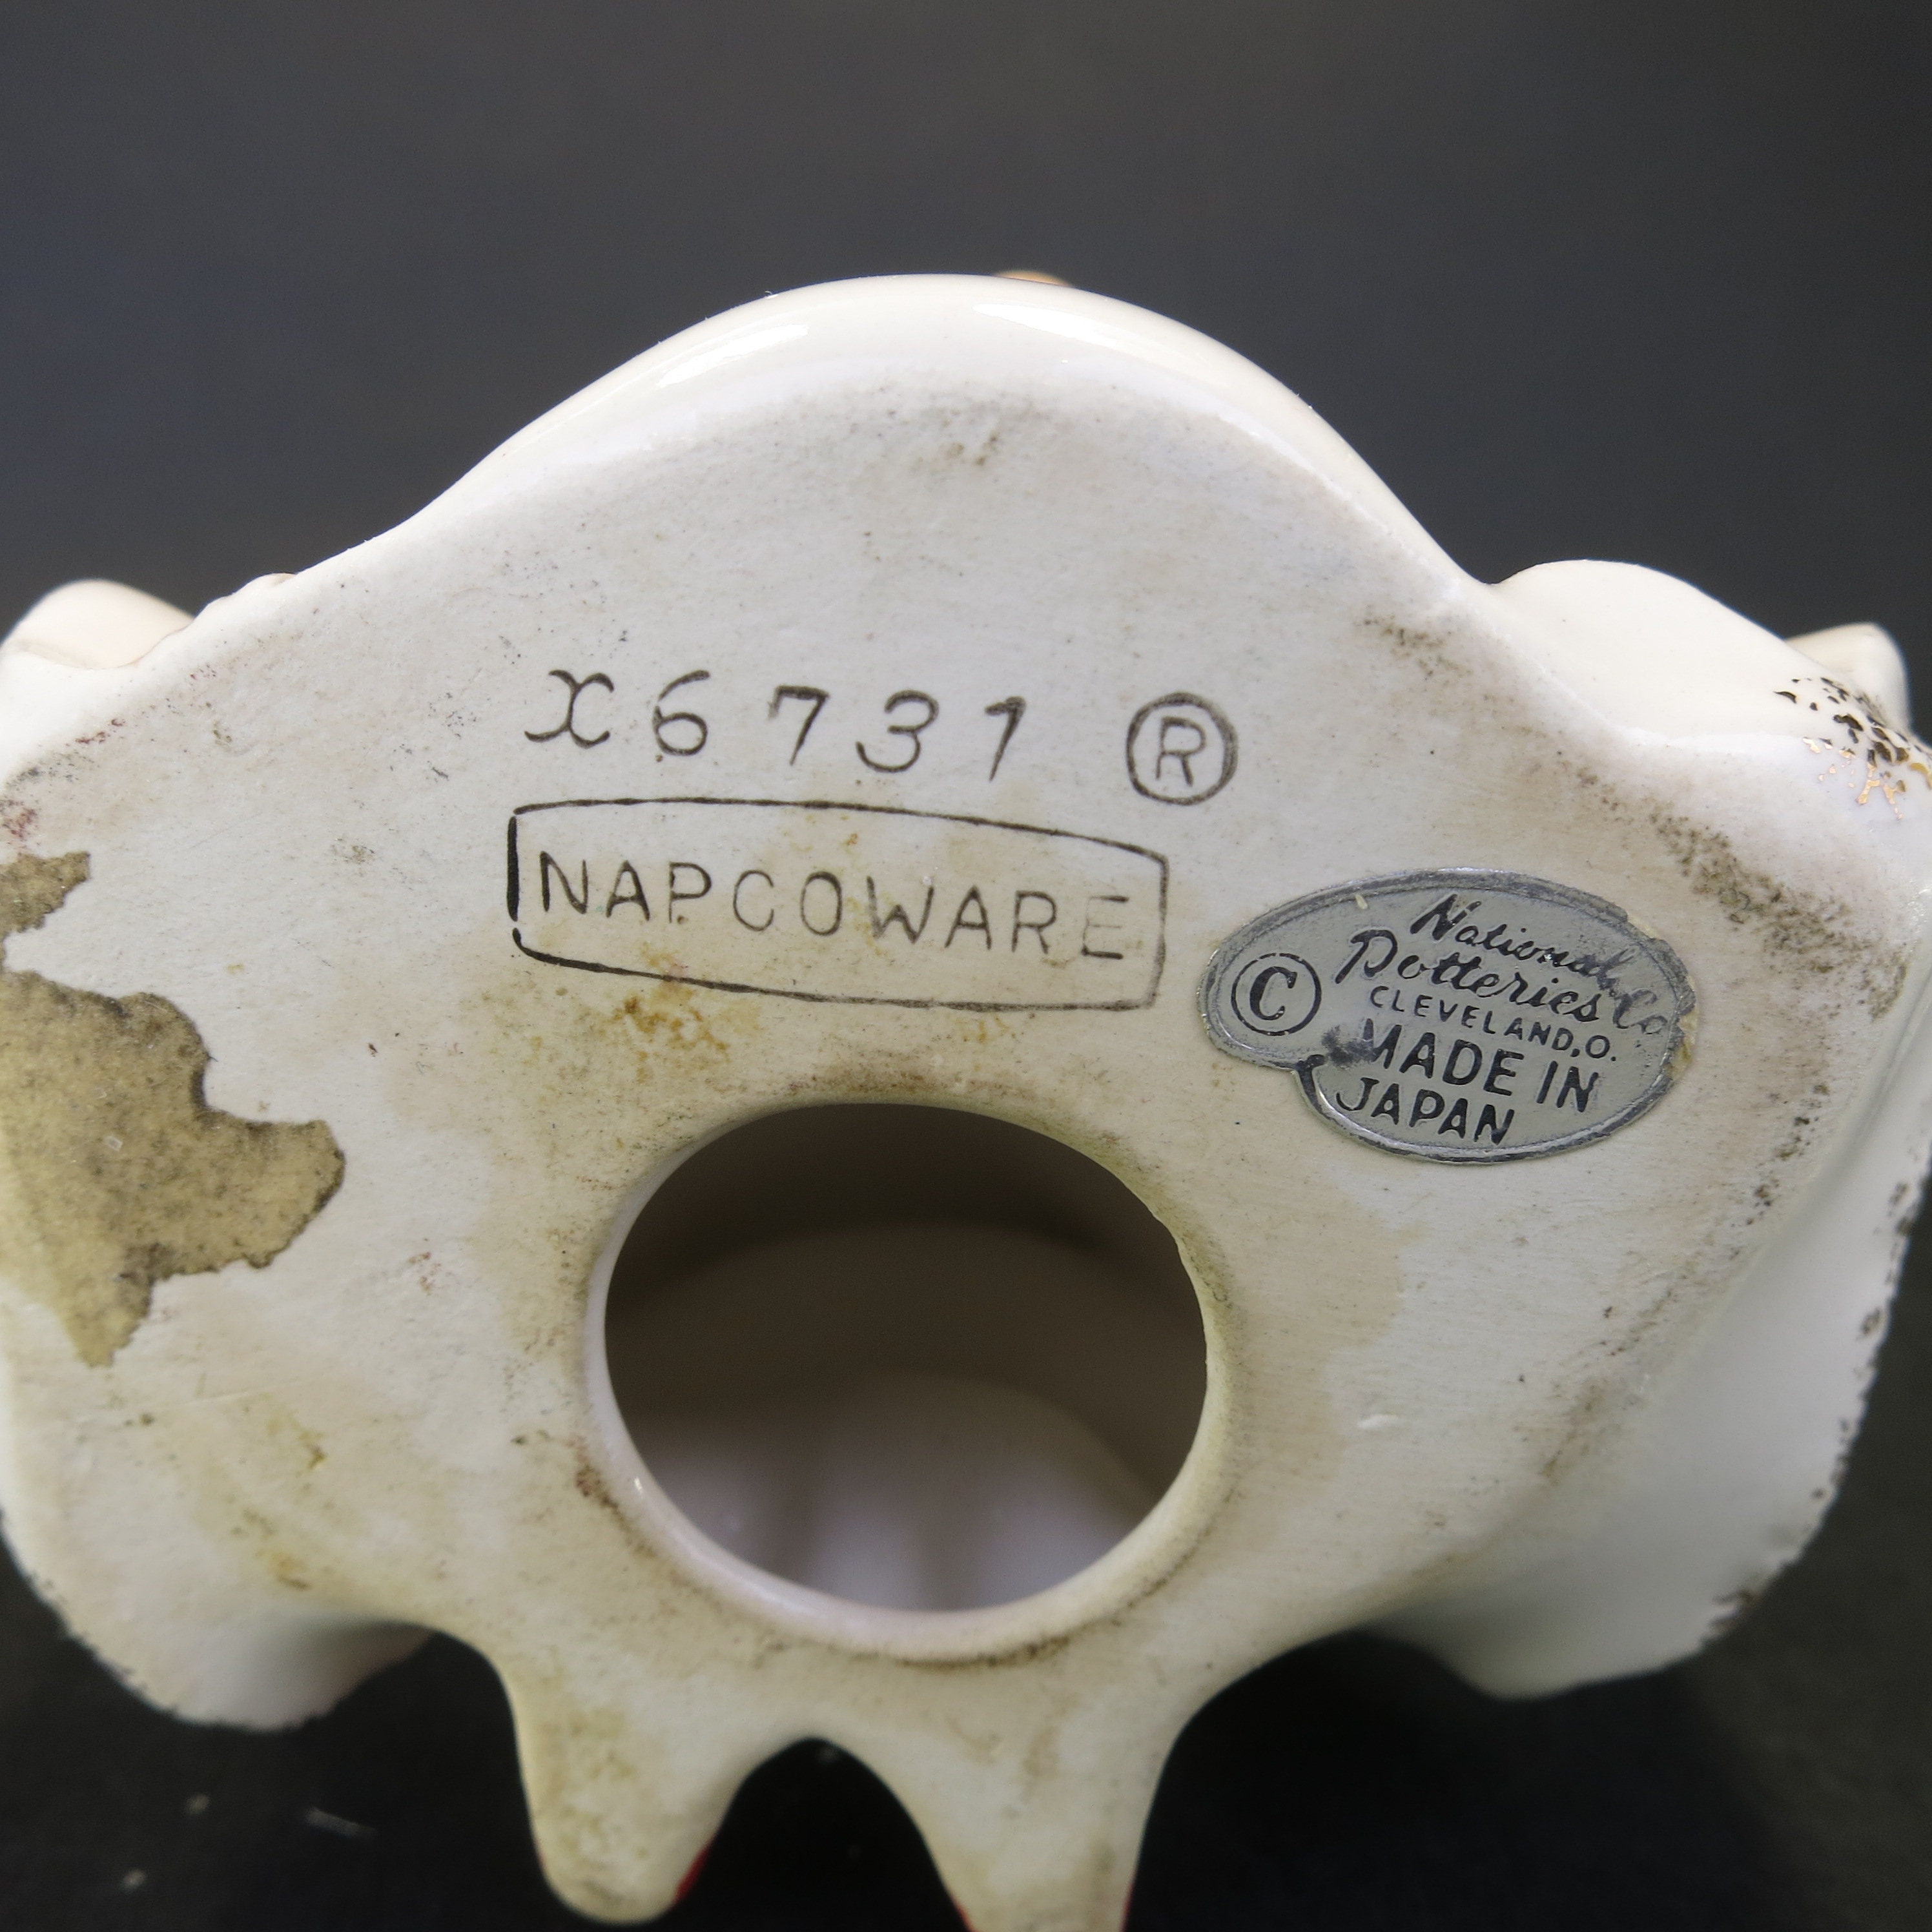 X6731 ®
NAPCOWARE
National
Potteries Co
©
CLEVELAND, O.
MADE IN
JAPAN